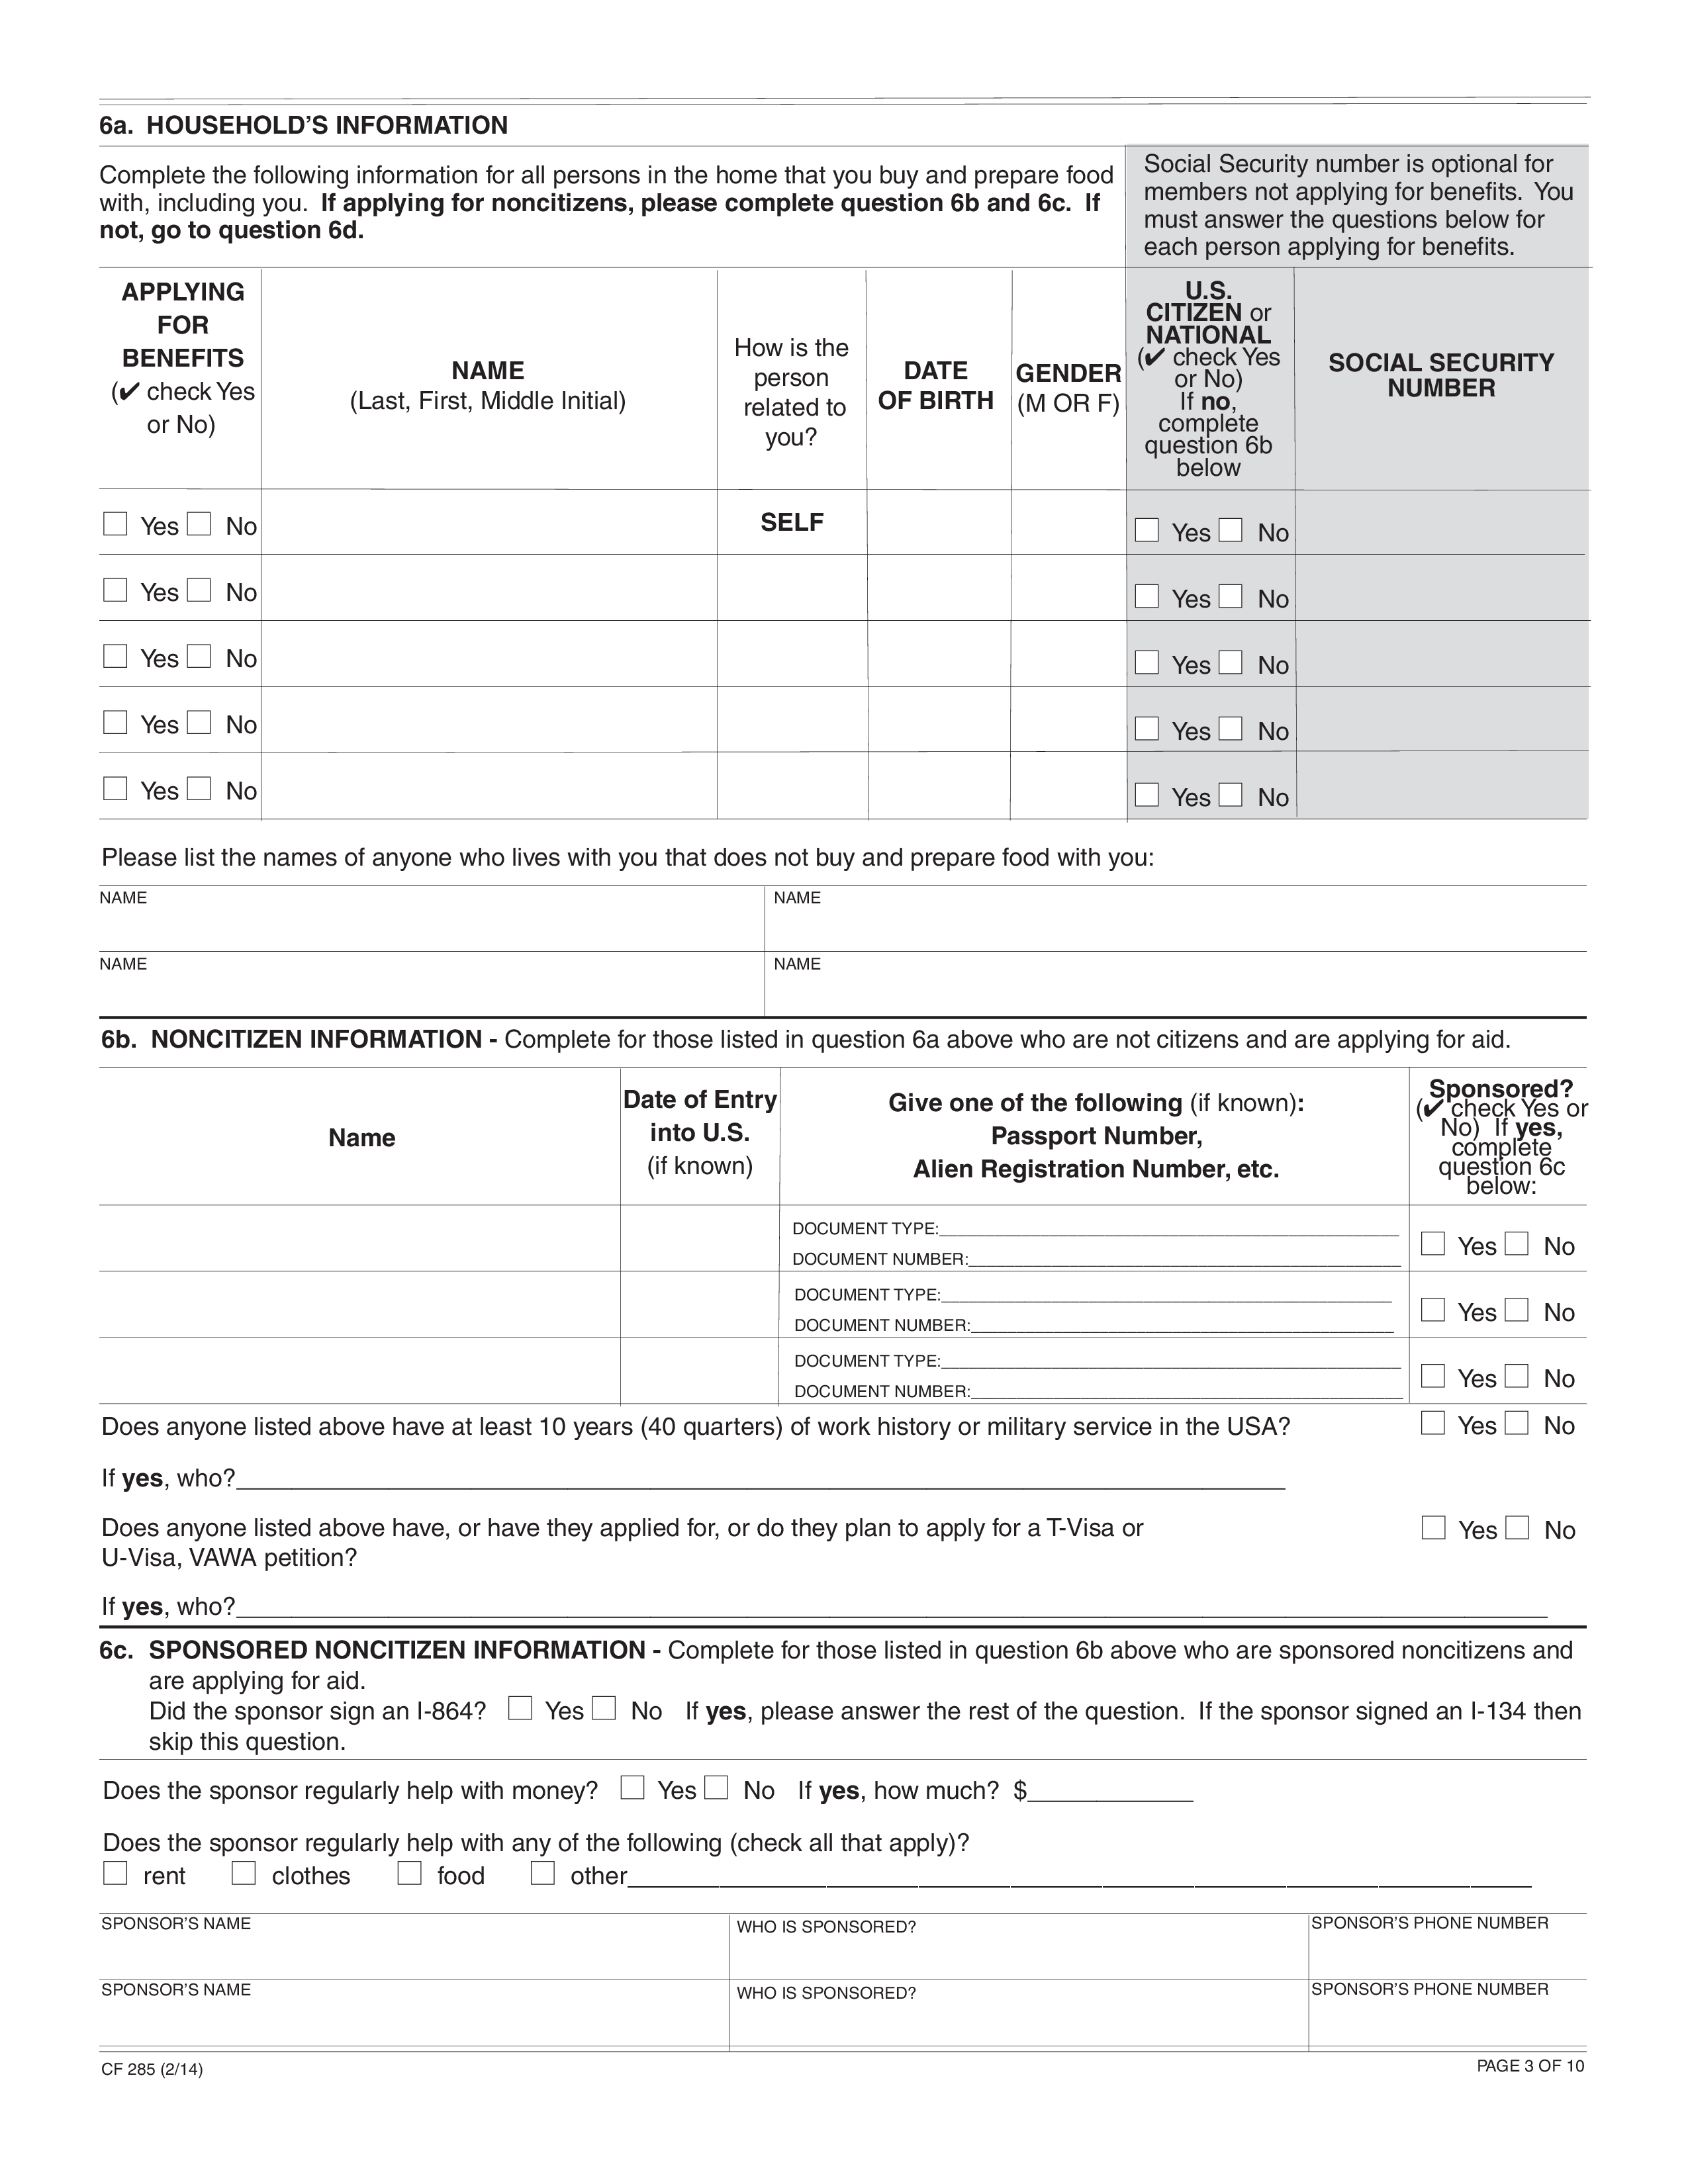 6a. HOUSEHOLD'S INFORMATION
Complete the following information for all persons in the home that you buy and prepare food
with, including you. If applying for noncitizens, please complete question 6b and 6c. If
not, go to question 6d.
Social Security number is optional for
members not applying for benefits. You
must answer the questions below for
each person applying for benefits.
APPLYING
FOR
BENEFITS
(✔ check Yes
or No)
NAME
(Last, First, Middle Initial)
How is the
person
related to
you?
DATE
OF BIRTH
GENDER
(M OR F)
U.S.
CITIZEN or
NATIONAL
(✔ check Yes
or No)
If no,
complete
question 6b
below
SOCIAL SECURITY
NUMBER
☐ Yes ☐ No SELF ☐ Yes ☐ No
☐ Yes ☐ No ☐ Yes ☐ No
☐ Yes ☐ No ☐ Yes ☐ No
☐ Yes ☐ No ☐ Yes ☐ No
☐ Yes ☐ No ☐ Yes ☐ No
Please list the names of anyone who lives with you that does not buy and prepare food with you:
NAME NAME
NAME NAME
6b. NONCITIZEN INFORMATION - Complete for those listed in question 6a above who are not citizens and are applying for aid.
Name
Date of Entry
into U.S.
(if known)
Give one of the following (if known):
Passport Number,
Alien Registration Number, etc.
Sponsored?
(✔ check Yes or
No) If yes,
complete
question 6c
below:
DOCUMENT TYPE:
DOCUMENT NUMBER:
☐ Yes ☐ No
DOCUMENT TYPE:
DOCUMENT NUMBER:
☐ Yes ☐ No
DOCUMENT TYPE:
DOCUMENT NUMBER:
☐ Yes ☐ No
Does anyone listed above have at least 10 years (40 quarters) of work history or military service in the USA? ☐ Yes ☐ No
If yes, who?
Does anyone listed above have, or have they applied for, or do they plan to apply for a T-Visa or ☐ Yes ☐ No
U-Visa, VAWA petition?
If yes, who?
6c. SPONSORED NONCITIZEN INFORMATION - Complete for those listed in question 6b above who are sponsored noncitizens and
are applying for aid.
Did the sponsor sign an I-864? ☐ Yes ☐ No If yes, please answer the rest of the question. If the sponsor signed an I-134 then
skip this question.
Does the sponsor regularly help with money? ☐ Yes ☐ No If yes, how much? $
Does the sponsor regularly help with any of the following (check all that apply)?
☐ rent ☐ clothes ☐ food ☐ other
SPONSOR'S NAME WHO IS SPONSORED? SPONSOR'S PHONE NUMBER
SPONSOR'S NAME WHO IS SPONSORED? SPONSOR'S PHONE NUMBER
CF 285 (2/14) PAGE 3 OF 10